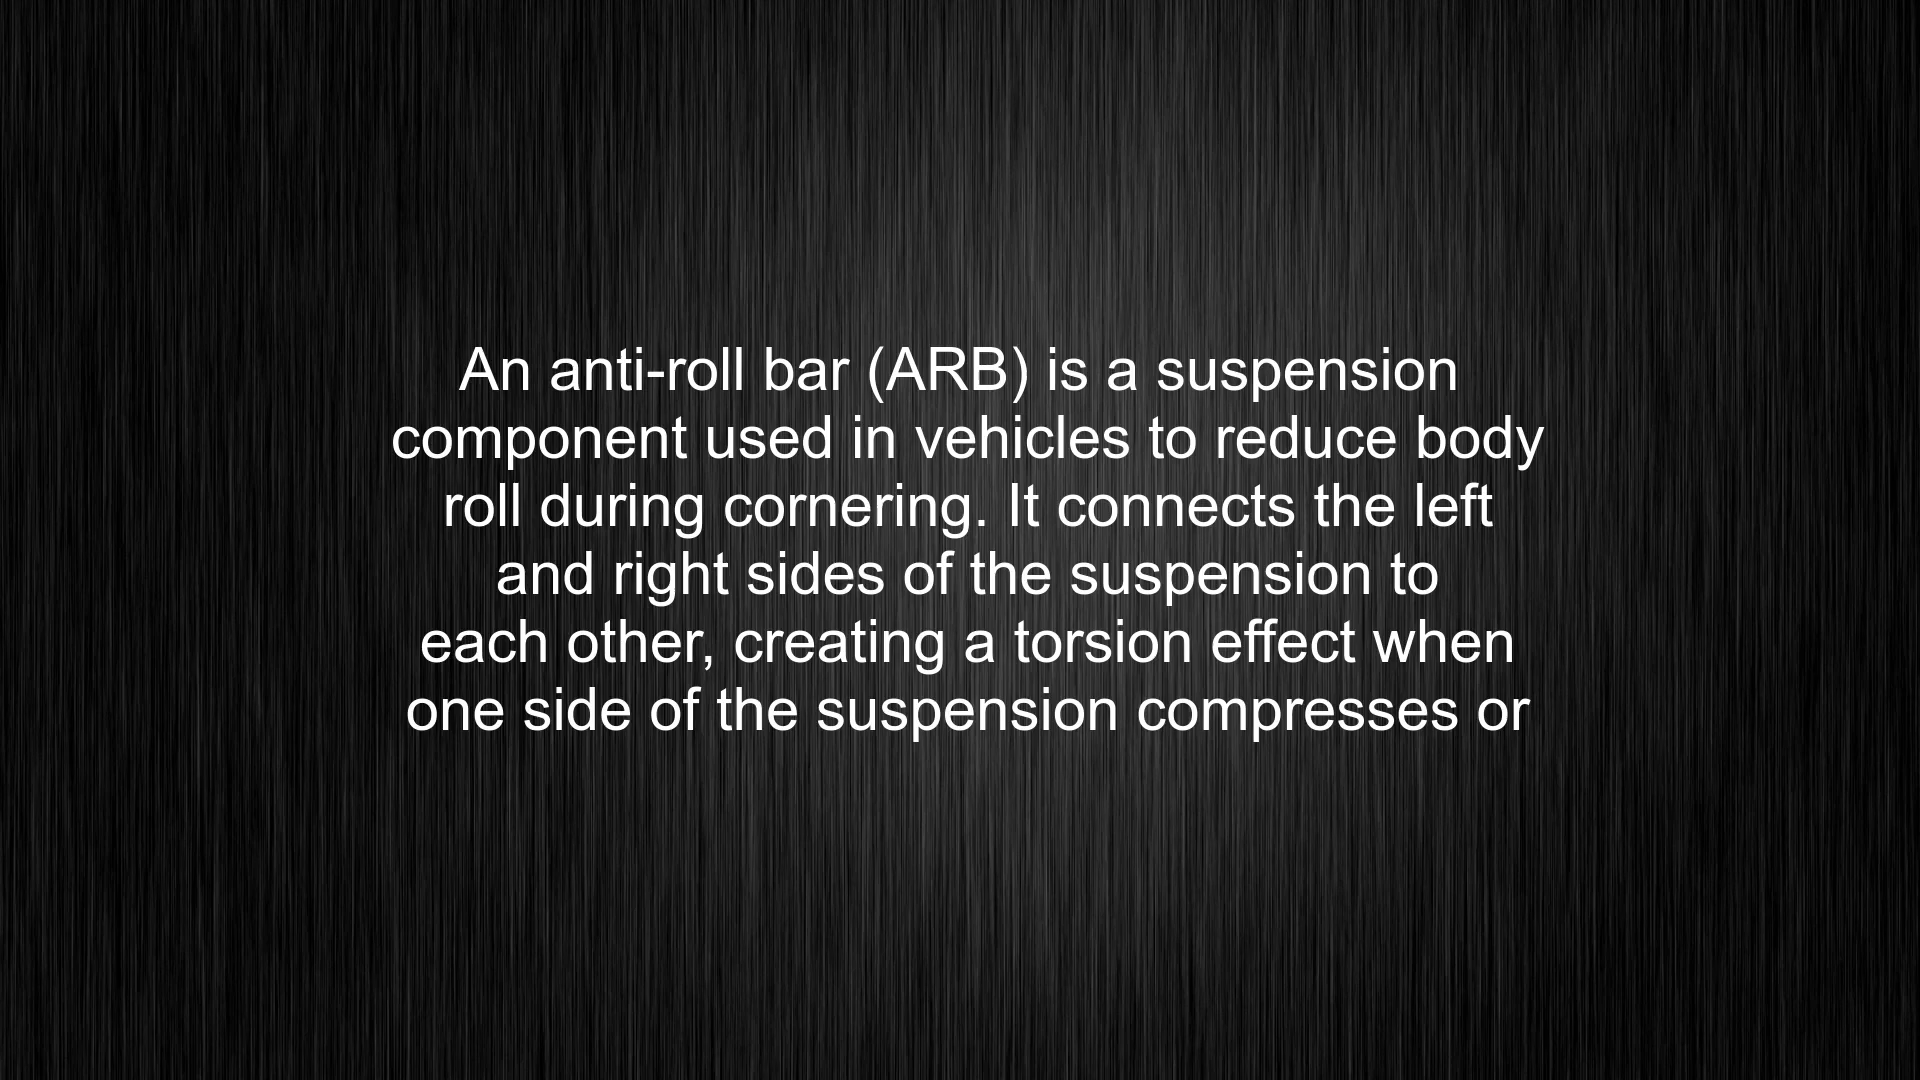 An anti-roll bar (ARB) is a suspension
component used in vehicles to reduce body
roll during cornering. It connects the left
and right sides of the suspension to
each other, creating a torsion effect when
one side of the suspension compresses or